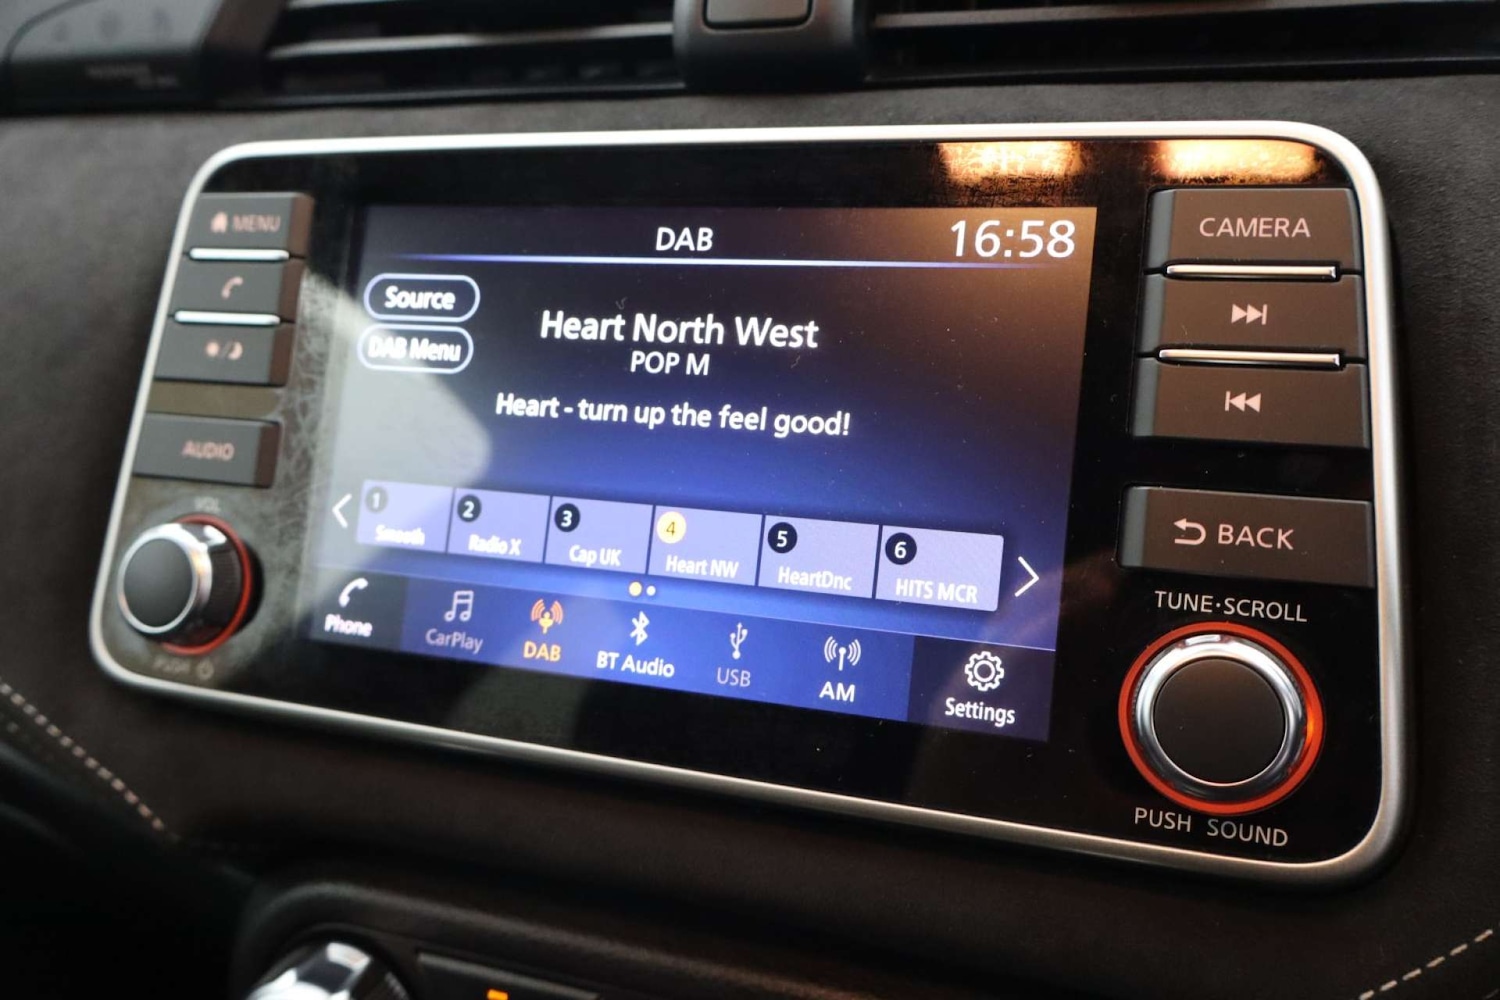 MENU
AUDIO
VOL
PUSH
DAB
16:58
Source
DAB Menu
Heart North West
POP M
Heart - turn up the feel good!
1 Smooth
2 Radio X
3 Cap UK
4 Heart NW
5 HeartDnc
6 HITS MCR
Phone
CarPlay
DAB
BT Audio
USB
AM
Settings
CAMERA
BACK
TUNE·SCROLL
PUSH SOUND